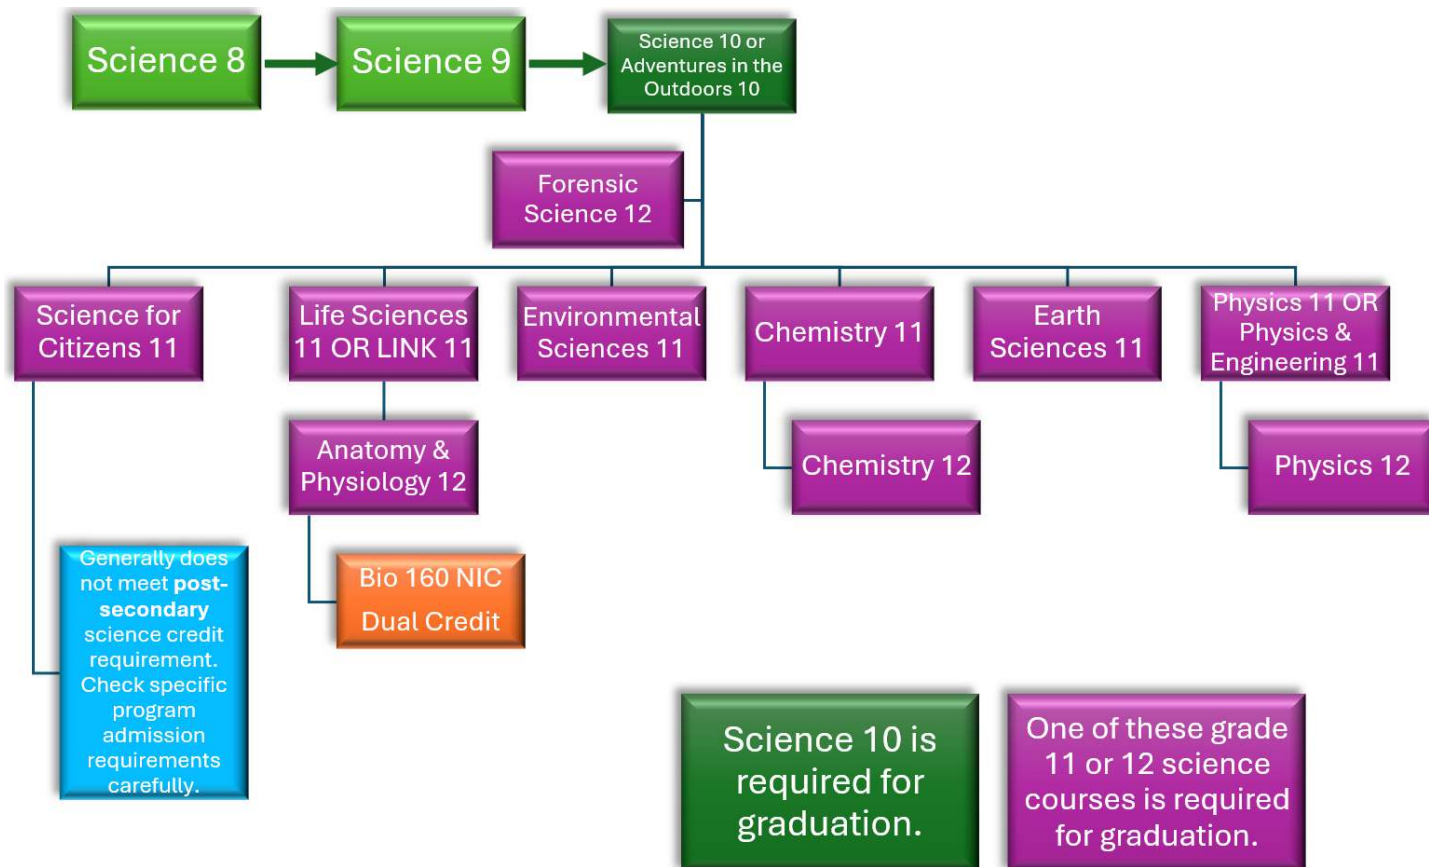 Science 8
Science 9
Science 10 or
Adventures in the
Outdoors 10
Forensic
Science 12
Science for
Citizens 11
Life Sciences
11 OR LINK 11
Environmental
Sciences 11
Chemistry 11
Earth
Sciences 11
Physics 11 OR
Physics &
Engineering 11
Anatomy &
Physiology 12
Chemistry 12
Physics 12
Generally does
not meet post-
secondary
science credit
requirement.
Check specific
program
admission
requirements
carefully.
Bio 160 NIC
Dual Credit
Science 10 is
required for
graduation.
One of these grade
11 or 12 science
courses is required
for graduation.